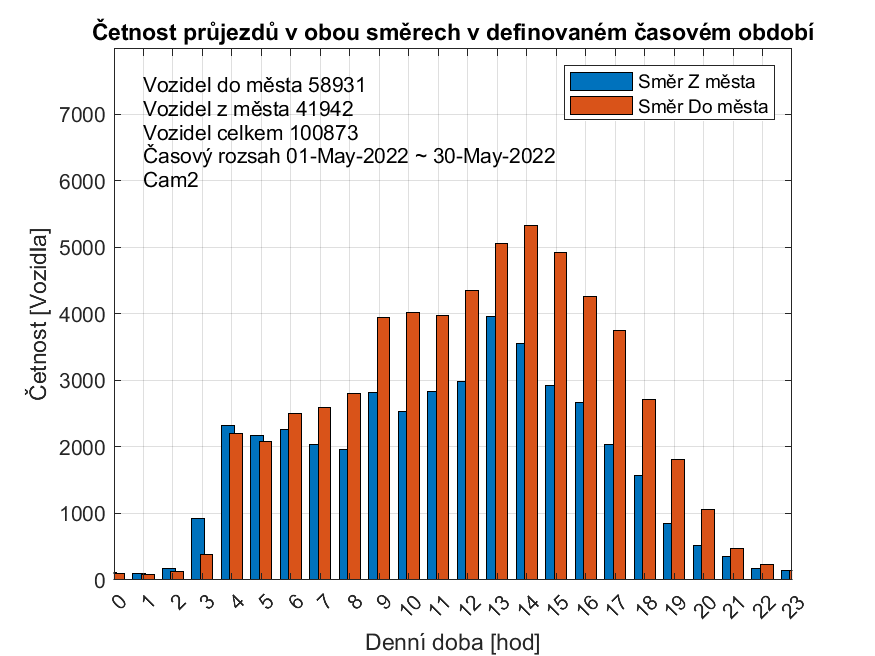 Četnost průjezdů v obou směrech v definovaném časovém období
Vozidel do města 58931
Vozidel z města 41942
Vozidel celkem 100873
Časový rozsah 01-May-2022 ~ 30-May-2022
Cam2
Směr Z města
Směr Do města
Četnost [Vozidla]
7000
6000
5000
4000
3000
2000
1000
0
0 1 2 3 4 5 6 7 8 9 10 11 12 13 14 15 16 17 18 19 20 21 22 23
Denní doba [hod]